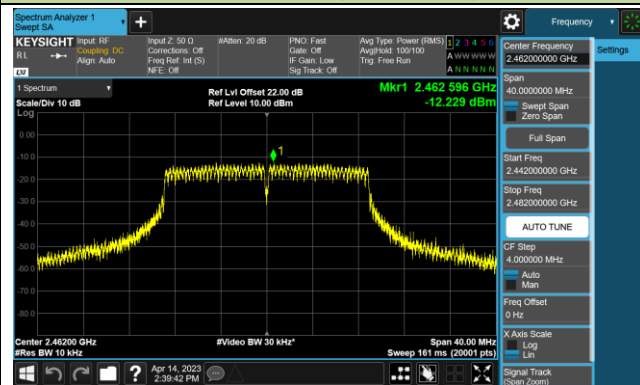 Spectrum Analyzer 1
Swept SA
Frequency
KEYSIGHT
RL
LXI
Input: RF
Coupling: DC
Align: Auto
Input Z: 50 Ω
Corrections: Off
Freq Ref: Int (S)
NFE: Off
#Atten: 20 dB
PNO: Fast
Gate: Off
IF Gain: Low
Sig Track: Off
Avg Type: Power (RMS)
Avg|Hold: 100/100
Trig: Free Run
1 2 3 4 5 6
A W W W W W
A N N N N N
Center Frequency
2.462000000 GHz
Settings
Span
40.0000000 MHz
Swept Span
Zero Span
Full Span
Start Freq
2.442000000 GHz
Stop Freq
2.482000000 GHz
AUTO TUNE
CF Step
4.000000 MHz
Auto
Man
Freq Offset
0 Hz
X Axis Scale
Log
Lin
Signal Track
(Span Zoom)
1 Spectrum
Scale/Div 10 dB
Log
Ref Lvl Offset 22.00 dB
Ref Level 10.00 dBm
Mkr1 2.462 596 GHz
-12.229 dBm
1
0.00
-10.0
-20.0
-30.0
-40.0
-50.0
-60.0
-70.0
-80.0
Center 2.46200 GHz
#Res BW 10 kHz
#Video BW 30 kHz*
Span 40.00 MHz
Sweep 161 ms (20001 pts)
?
Apr 14, 2023
2:39:42 PM